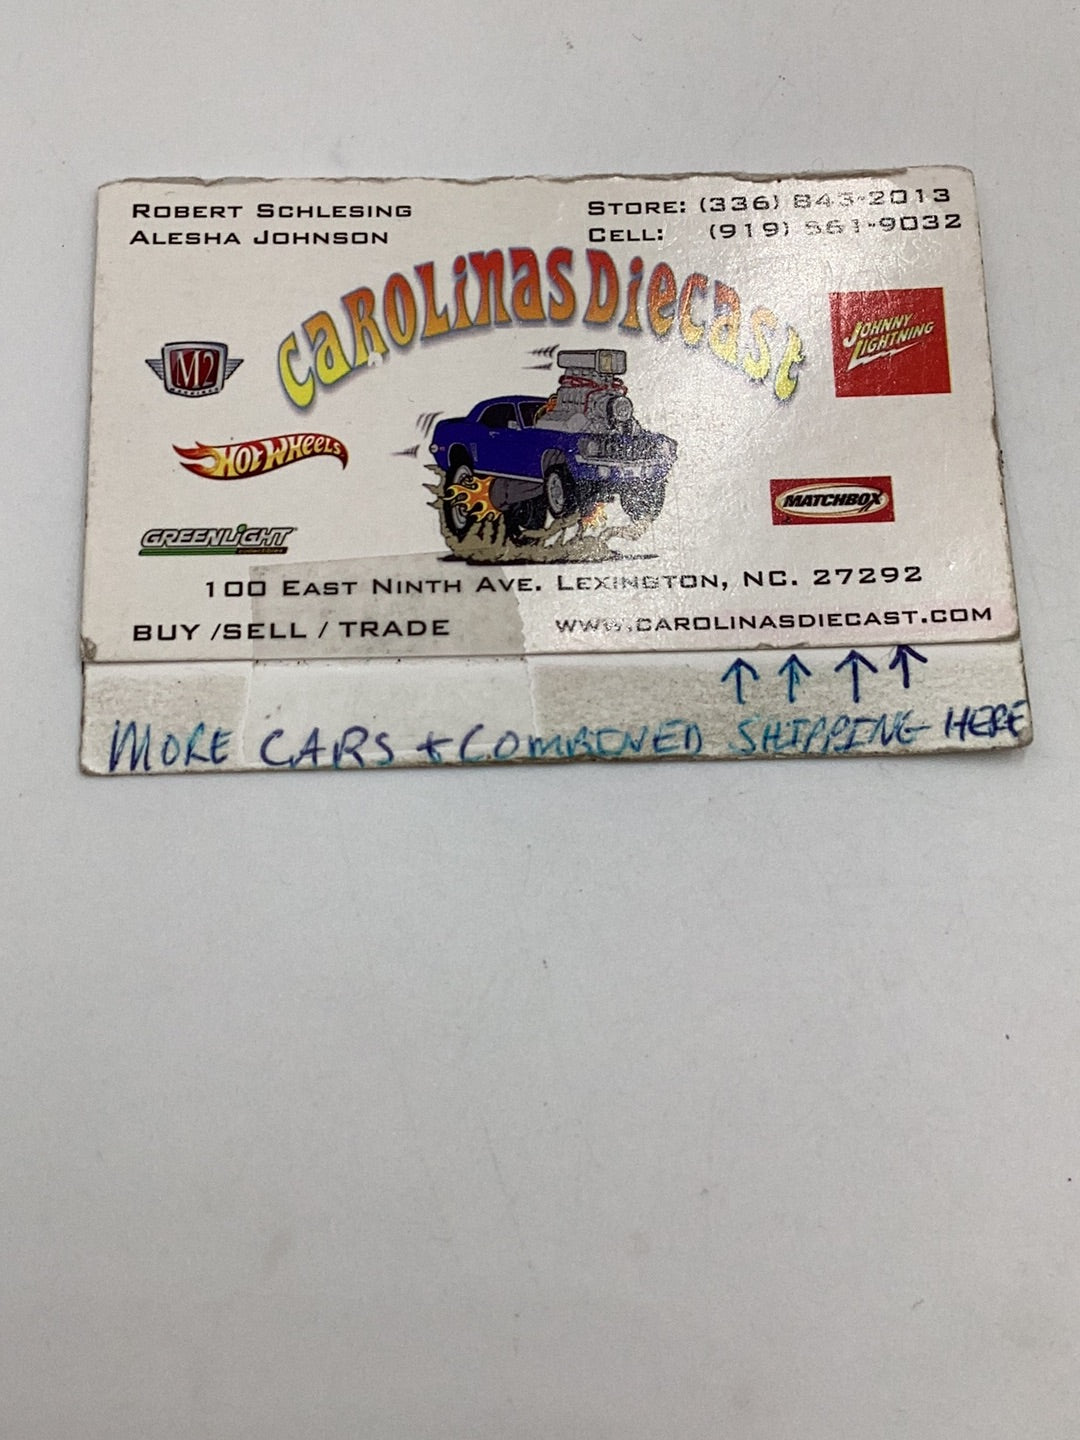 ROBERT SCHLESING
ALESHA JOHNSON
STORE: (336) 843-2013
CELL: (919) 561-9032
CAROLINAS DIECAST
M2
MACHINES
JOHNNY
LIGHTNING
HOT WHEELS
MATCHBOX
GREENLIGHT
collectibles
100 EAST NINTH AVE. LEXINGTON, NC. 27292
BUY /SELL / TRADE
WWW.CAROLINASDIECAST.COM
↑ ↑ ↑ ↑
MORE CARS + COMBINED SHIPPING HERE